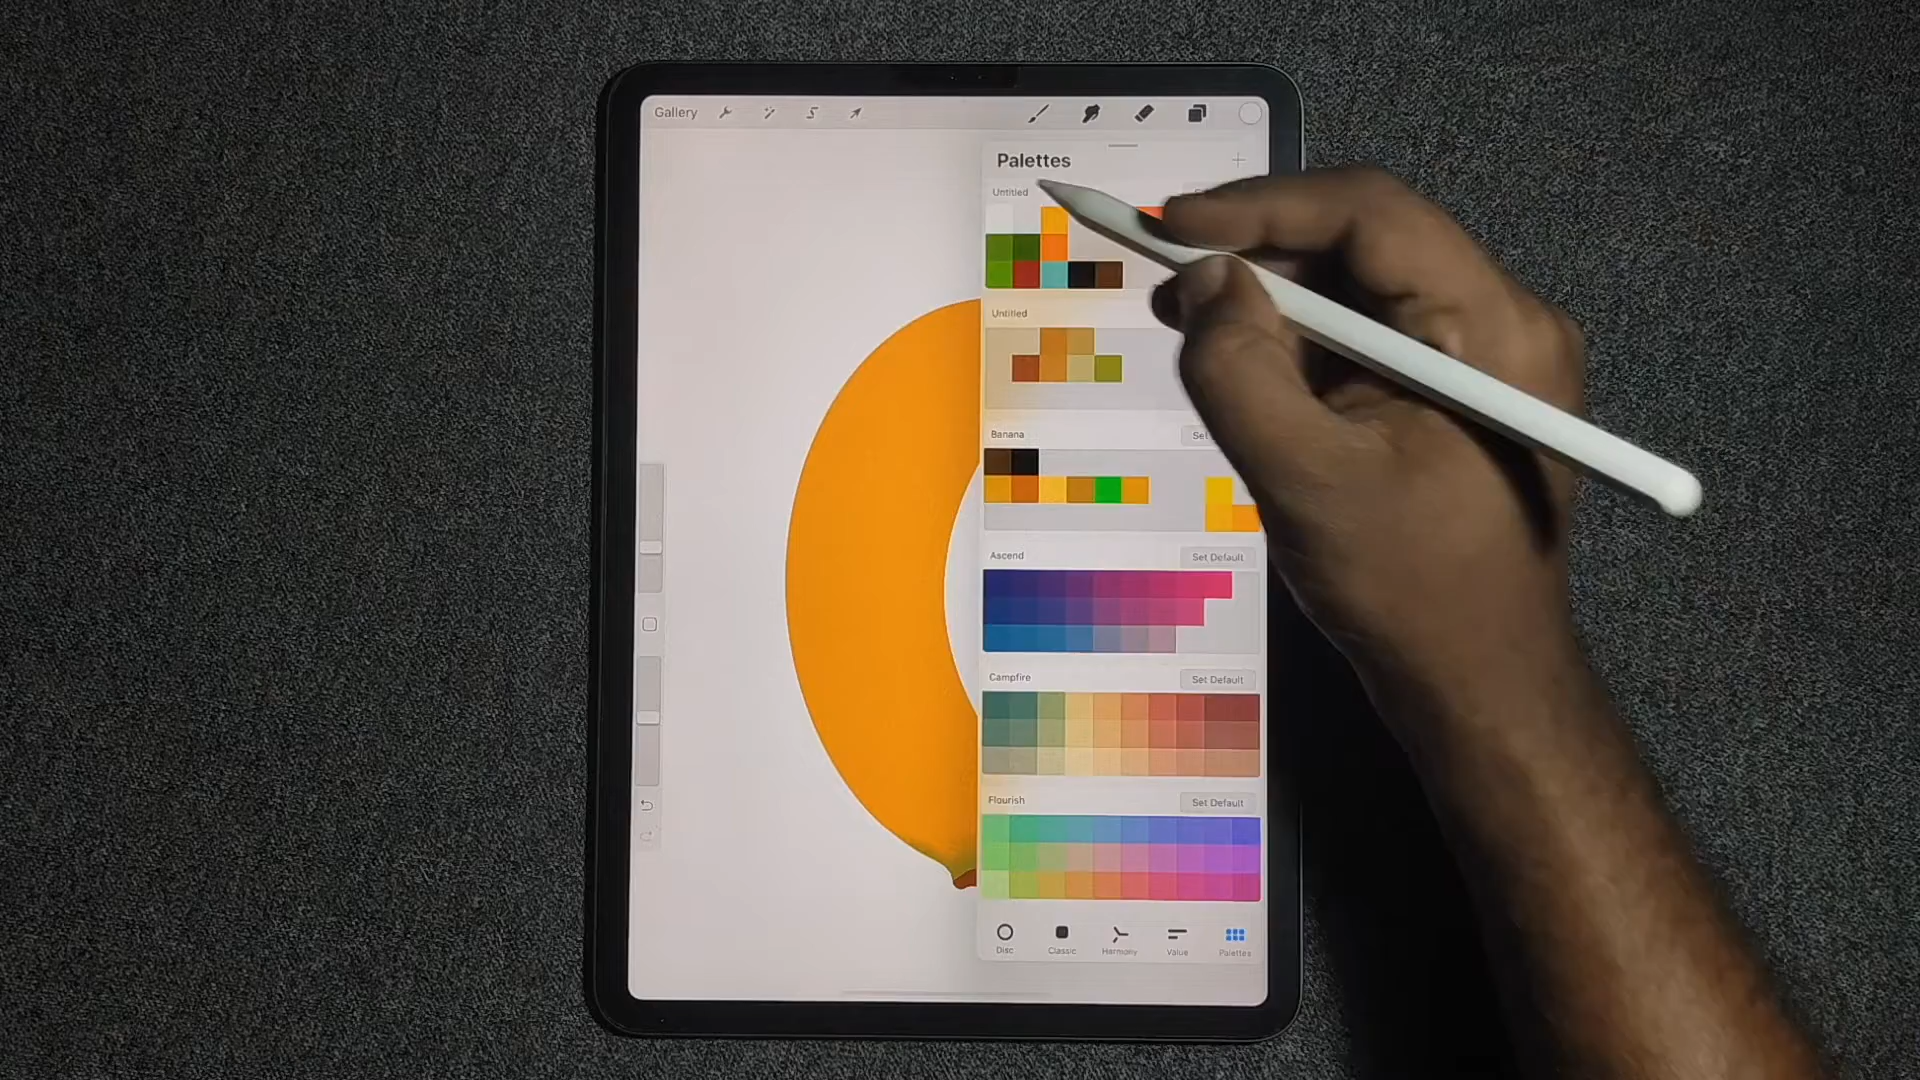 Gallery
Palettes
Untitled
Untitled
Banana
Set
Ascend
Set Default
Campfire
Set Default
Flourish
Set Default
Disc
Classic
Harmony
Value
Palettes